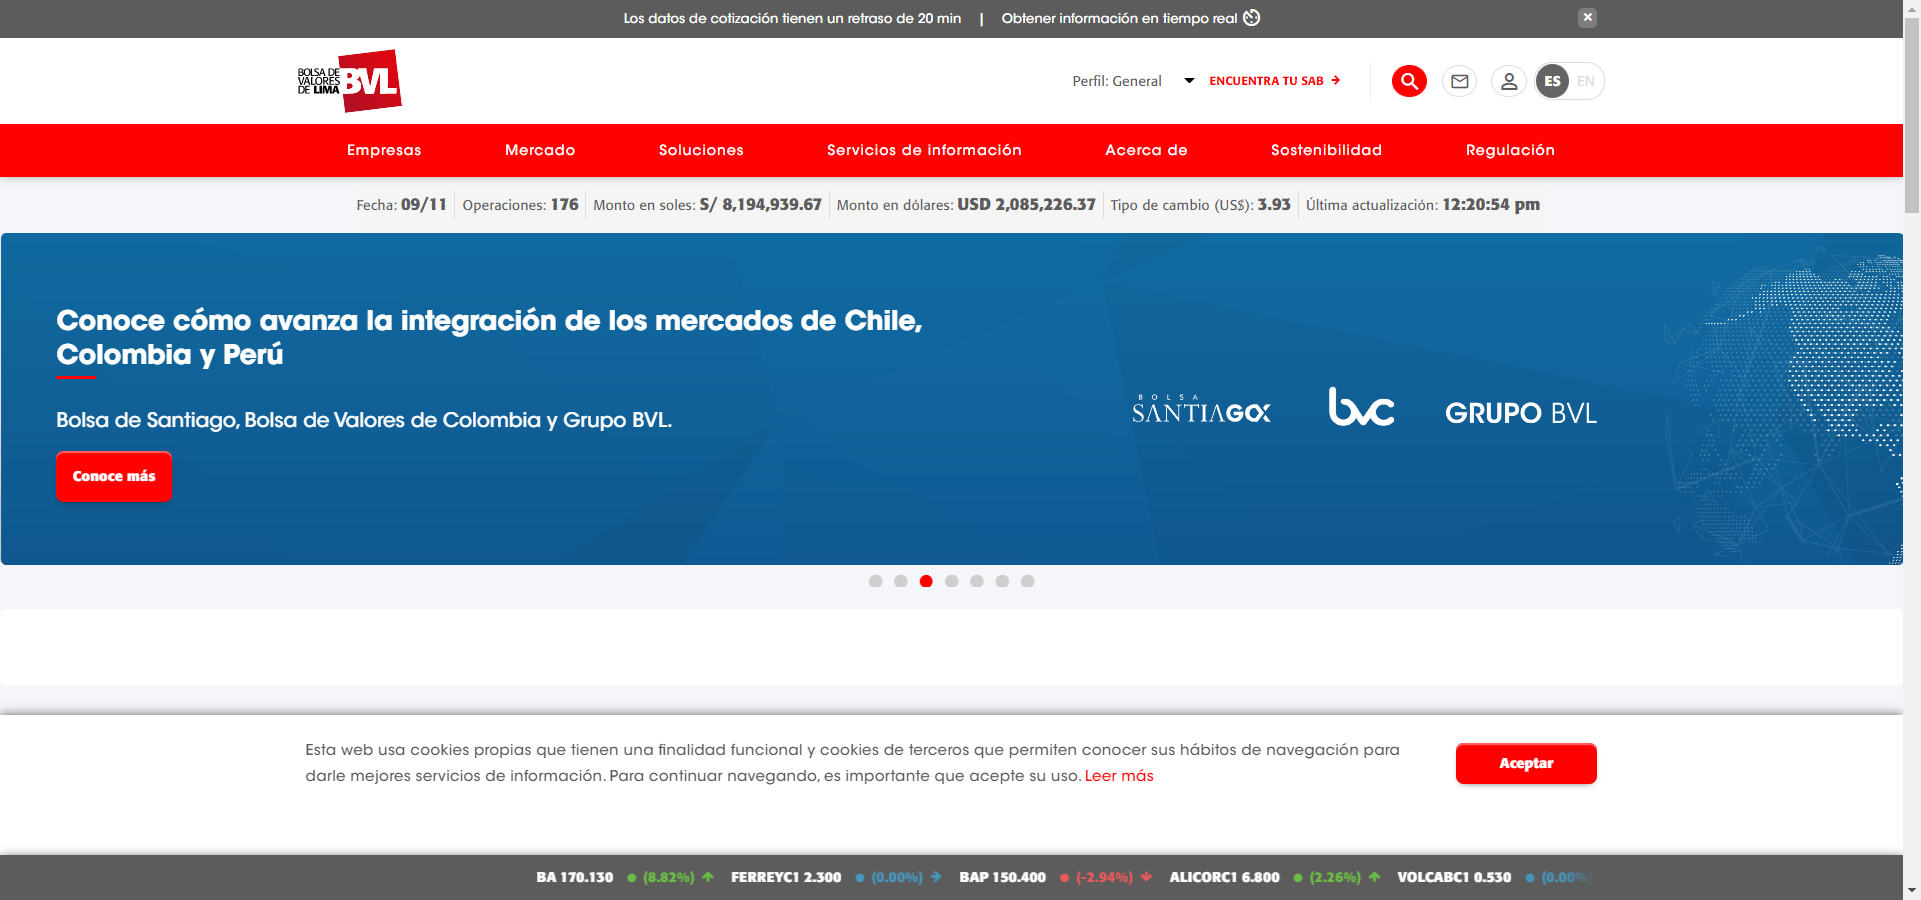 Los datos de cotización tienen un retraso de 20 min | Obtener información en tiempo real
BOLSA DE
VALORES
DE LIMA
BVL
Perfil: General
ENCUENTRA TU SAB
ES
EN
Empresas
Mercado
Soluciones
Servicios de información
Acerca de
Sostenibilidad
Regulación
Fecha: 09/11
Operaciones: 176
Monto en soles: S/ 8,194,939.67
Monto en dólares: USD 2,085,226.37
Tipo de cambio (US$): 3.93
Última actualización: 12:20:54 pm
Conoce cómo avanza la integración de los mercados de Chile,
Colombia y Perú
Bolsa de Santiago, Bolsa de Valores de Colombia y Grupo BVL.
Conoce más
BOLSA
SANTIAGO
bvc
GRUPO BVL
Esta web usa cookies propias que tienen una finalidad funcional y cookies de terceros que permiten conocer sus hábitos de navegación para
darle mejores servicios de información. Para continuar navegando, es importante que acepte su uso. Leer más
Aceptar
BA 170.130 (8.82%)
FERREYC1 2.300 (0.00%)
BAP 150.400 (-2.94%)
ALICORC1 6.800 (2.26%)
VOLCABC1 0.530 (0.00%)